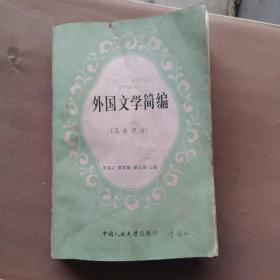 外国文学简编
(亚非部分)
朱维之 雷石榆 梁立基 主编
中国人民大学出版社